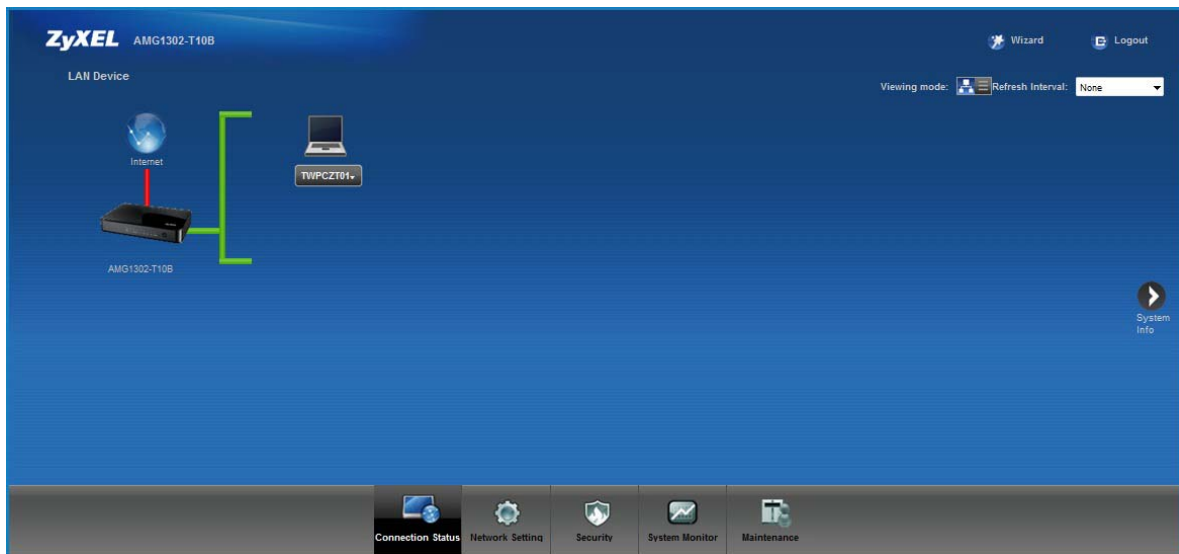 ZyXEL AMG1302-T10B
Wizard
Logout
LAN Device
Viewing mode:
Refresh Interval:
None
Internet
TWPCZT01
AMG1302-T10B
System
Info
Connection Status
Network Setting
Security
System Monitor
Maintenance